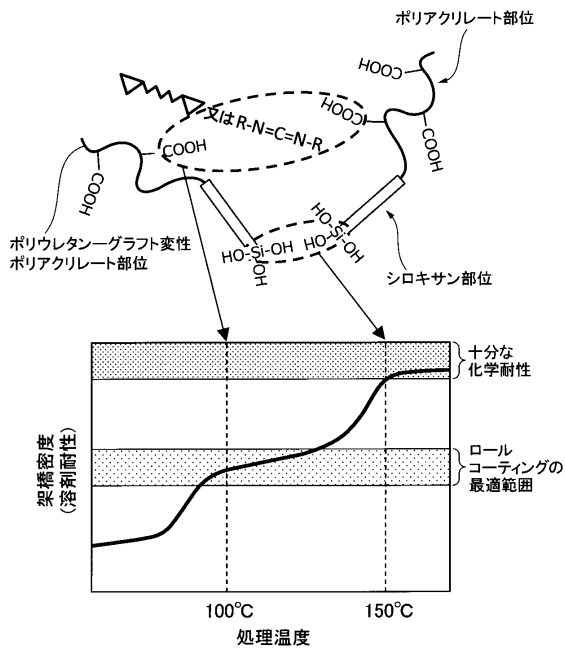 ポリアクリレート部位
COOH
COOH
COOH
又は R-N=C=N-R
COOH
COOH
ポリウレタンーグラフト変性
ポリアクリレート部位
HO-Si-OH
OH
HO
HO-Si-OH
シロキサン部位
十分な
化学耐性
架橋密度
(溶剤耐性)
ロール
コーティングの
最適範囲
100℃
150℃
処理温度